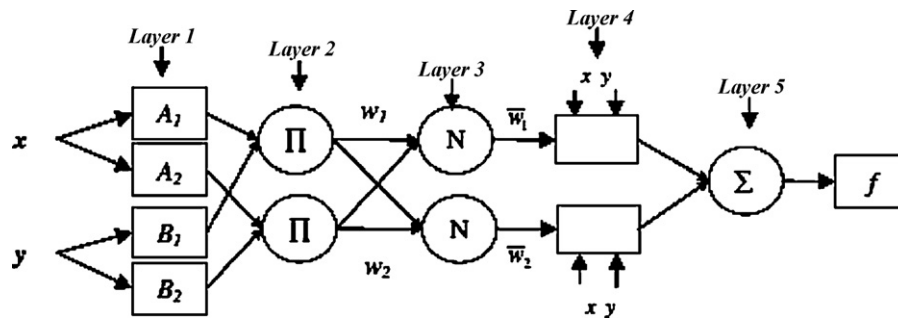 Layer 1
Layer 2
Layer 3
Layer 4
Layer 5
x y
A₁
w₁
w̅₁
∏
N
x
A₂
Σ
f
B₁
∏
N
y
w₂
w̅₂
B₂
x y